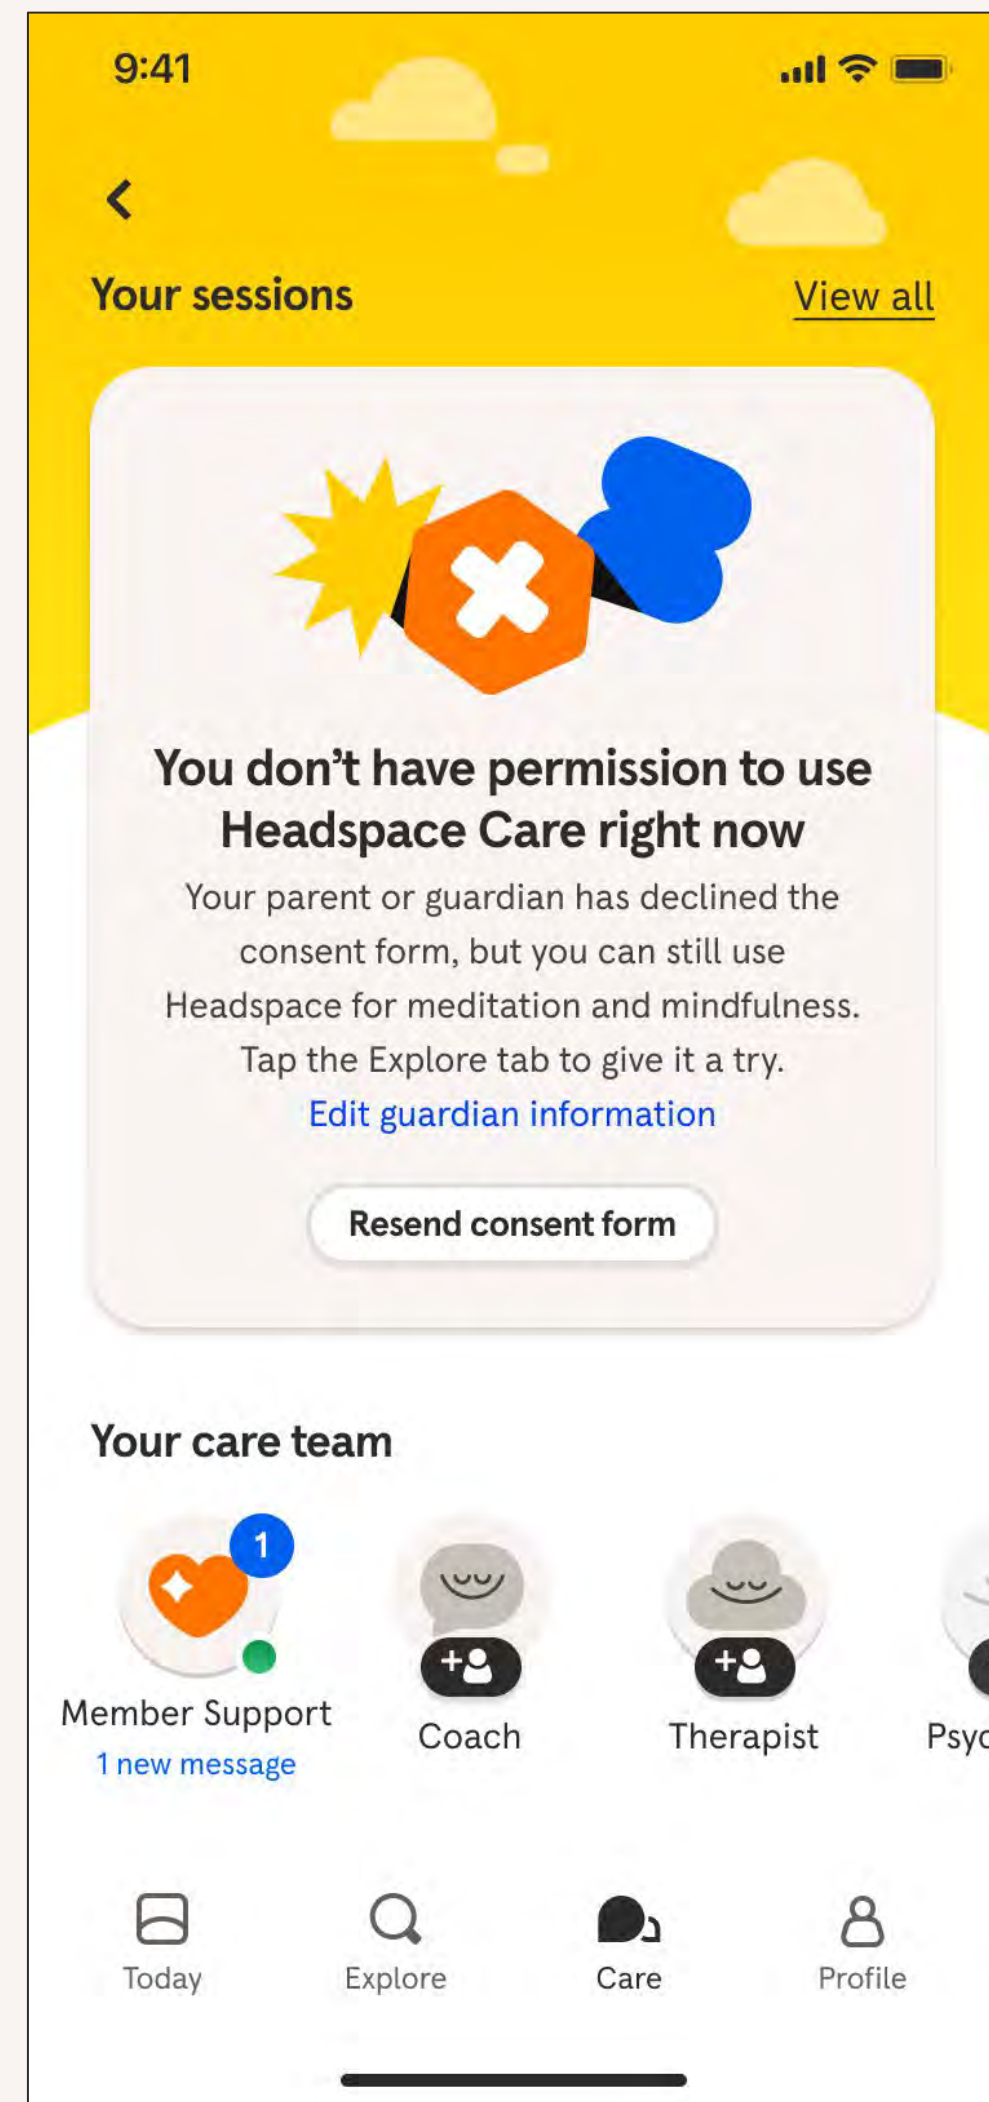 9:41
Your sessions
View all
You don't have permission to use
Headspace Care right now
Your parent or guardian has declined the
consent form, but you can still use
Headspace for meditation and mindfulness.
Tap the Explore tab to give it a try.
Edit guardian information
Resend consent form
Your care team
1
Member Support
1 new message
Coach
Therapist
Today
Explore
Care
Profile